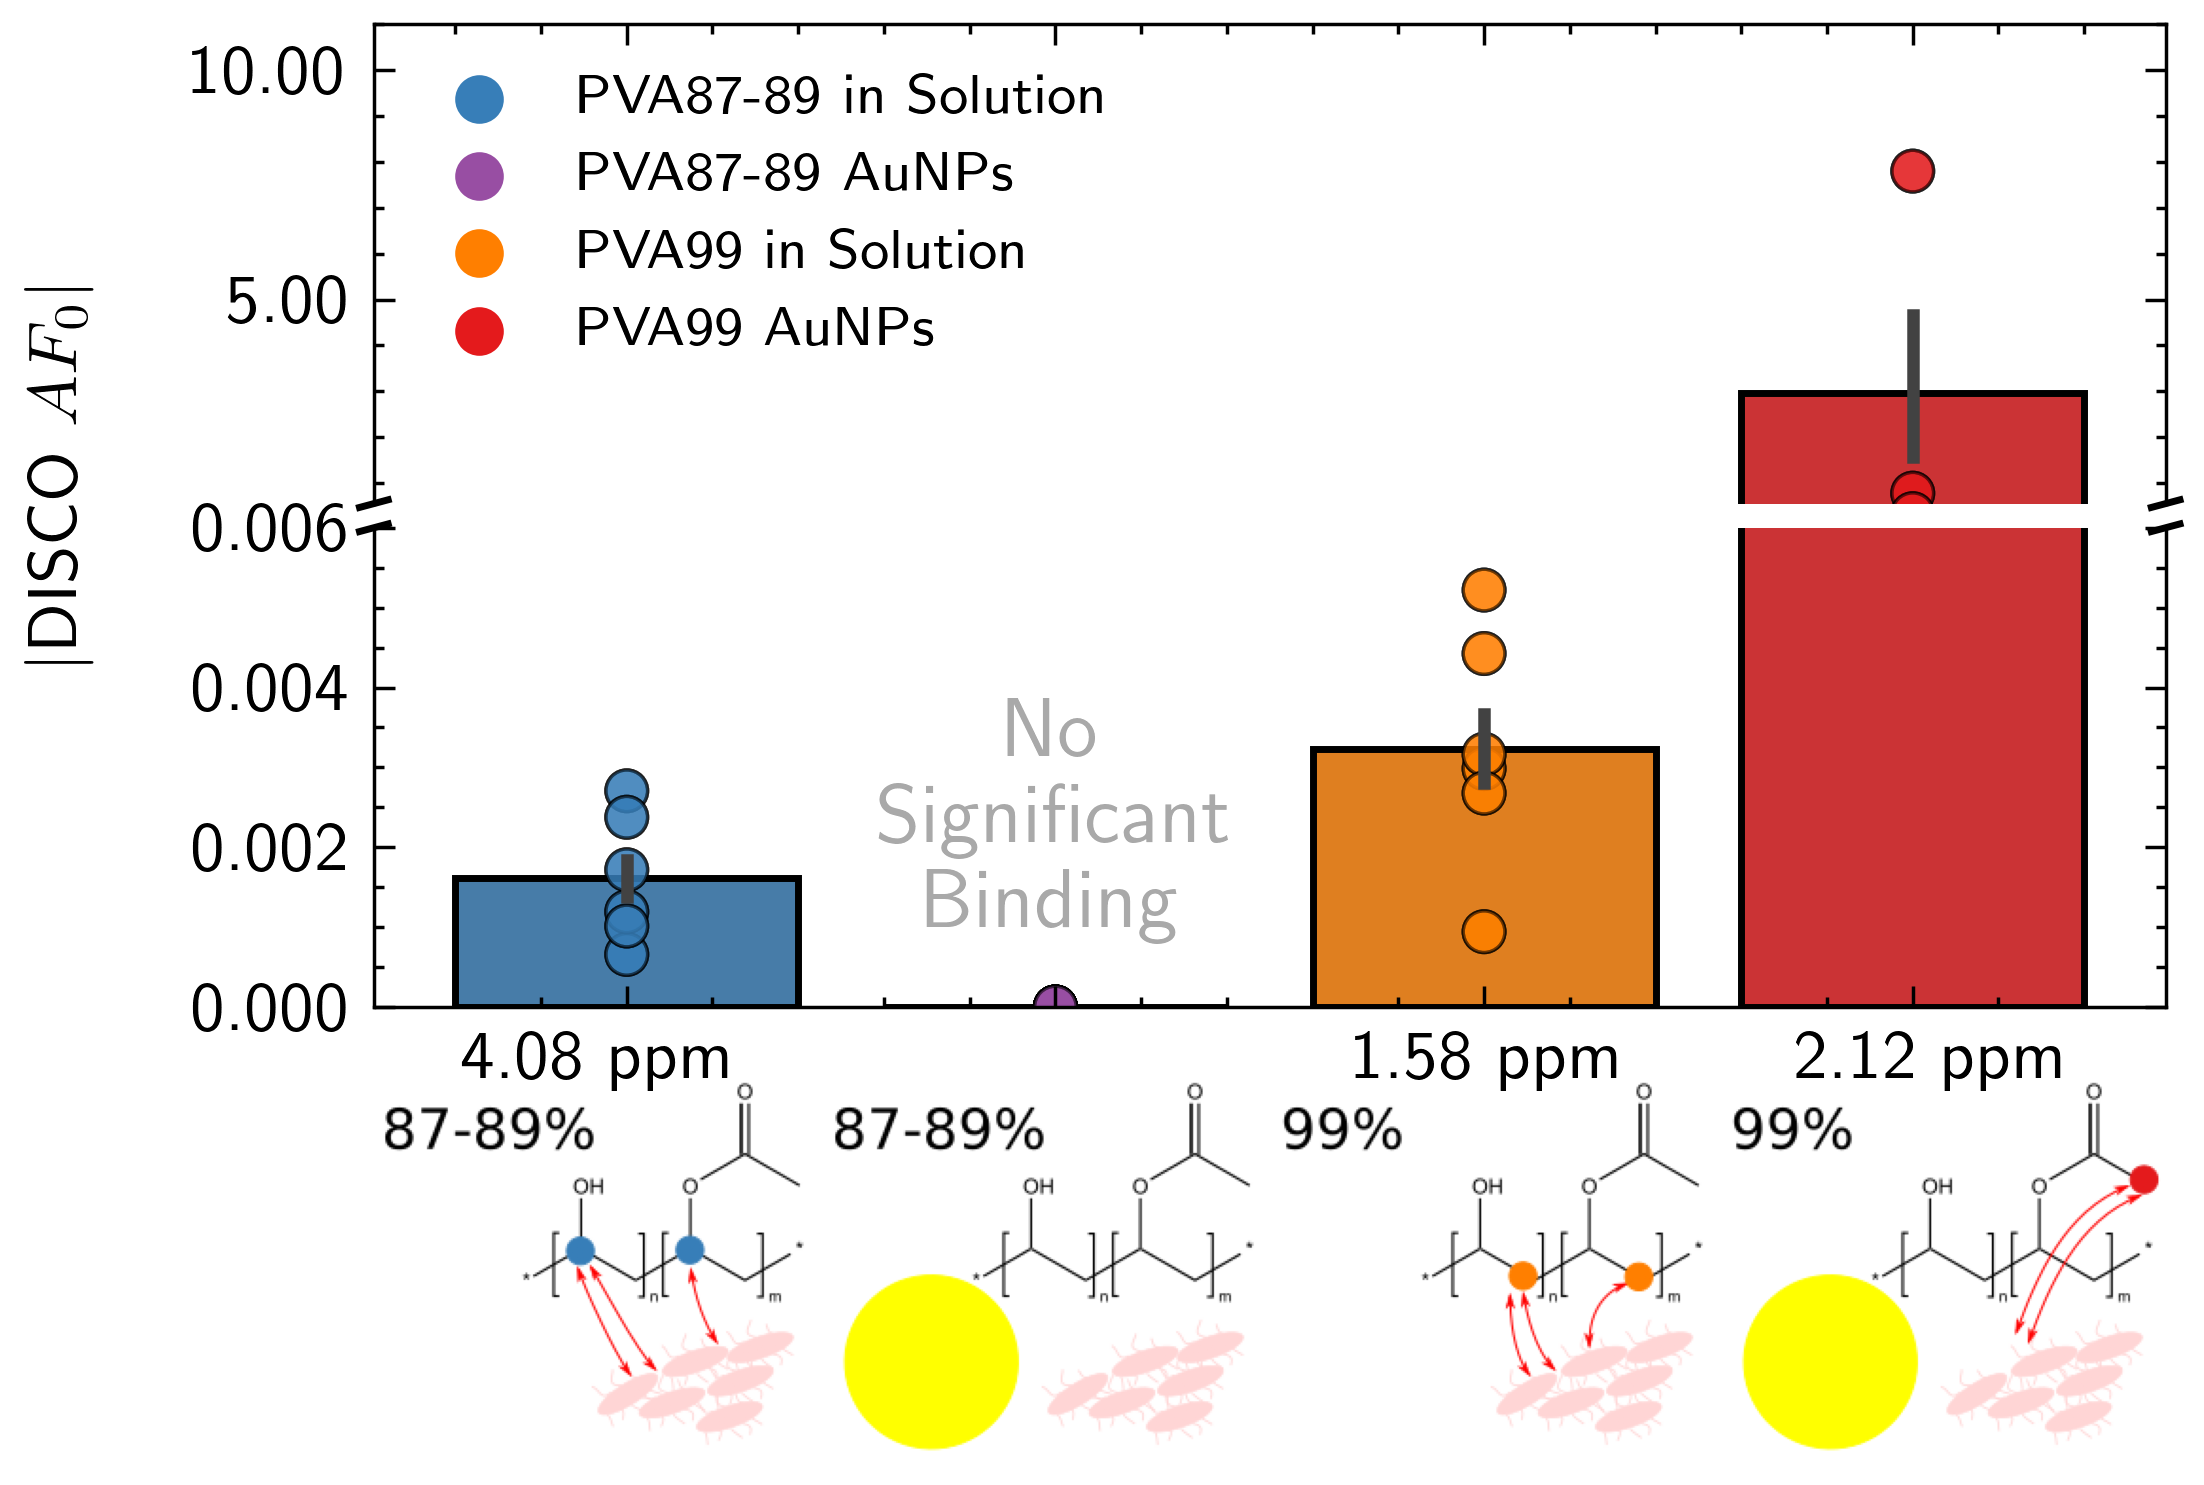 |DISCO AF₀|
10.00
5.00
0.006
0.004
0.002
0.000
PVA87-89 in Solution
PVA87-89 AuNPs
PVA99 in Solution
PVA99 AuNPs
No
Significant
Binding
4.08 ppm
1.58 ppm
2.12 ppm
87-89%
O
OH
O
*
n
m
*
87-89%
O
OH
O
*
n
m
*
99%
O
OH
O
*
n
m
*
99%
O
OH
O
*
n
m
*